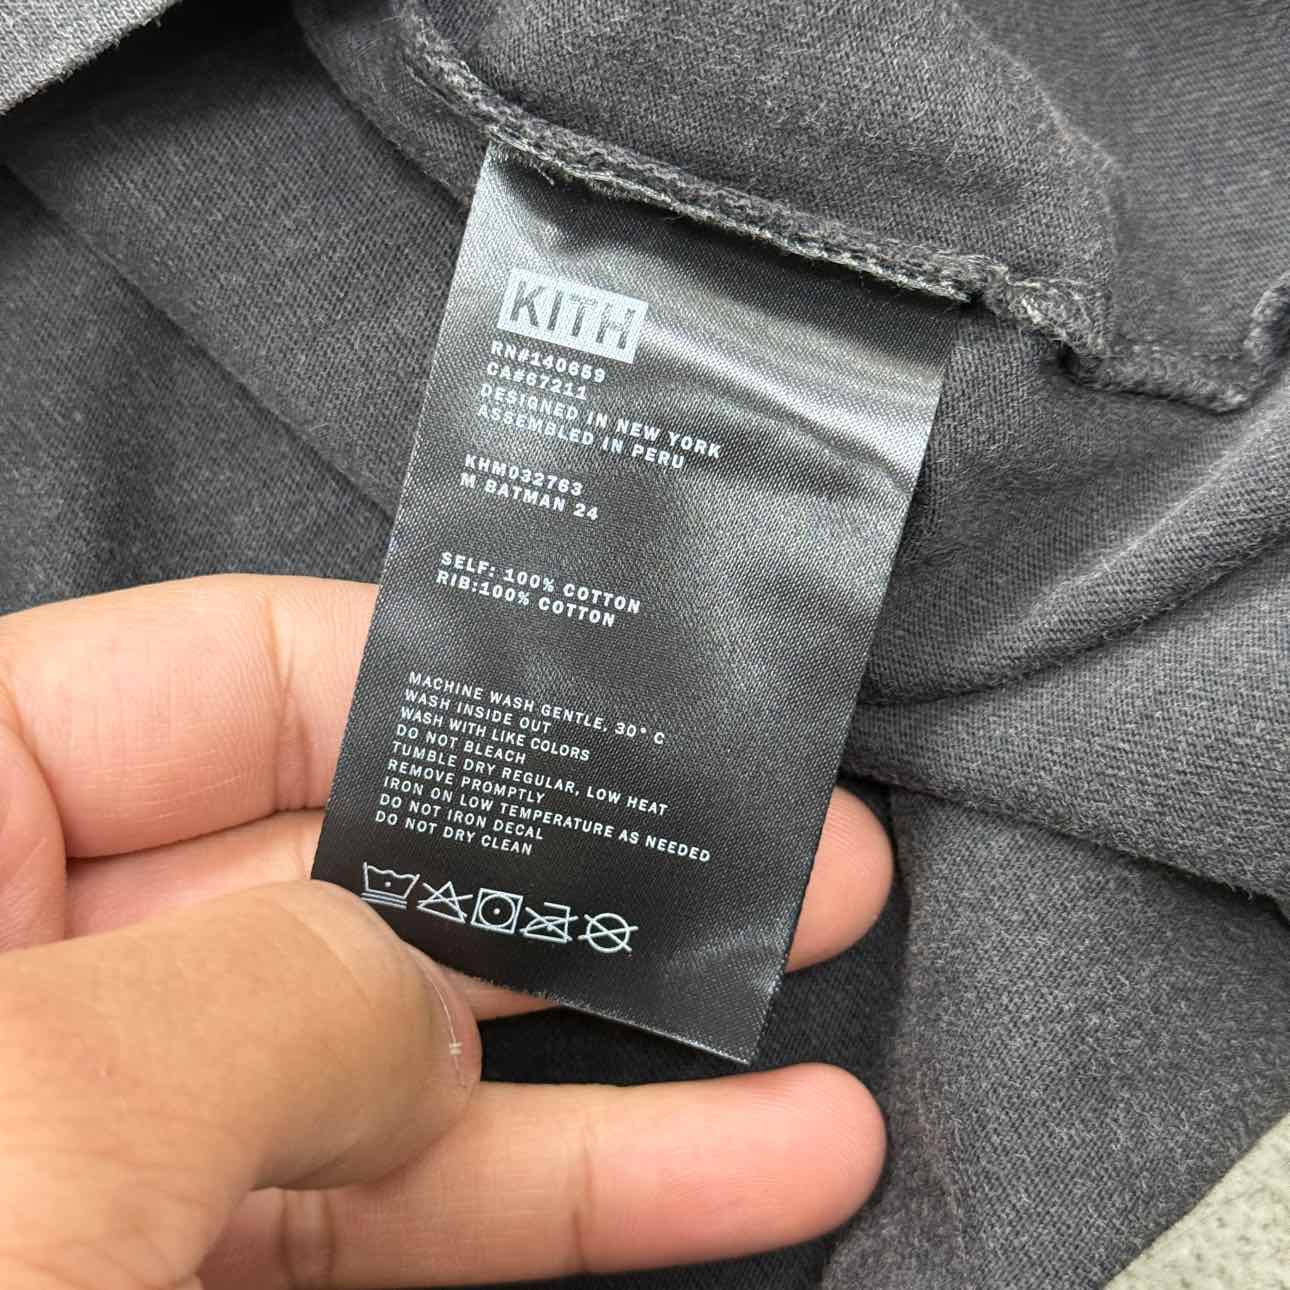 KITH
RN#140659
CA#67211
DESIGNED IN NEW YORK
ASSEMBLED IN PERU
KHM032763
M BATMAN 24
SELF: 100% COTTON
RIB:100% COTTON
MACHINE WASH GENTLE, 30° C
WASH INSIDE OUT
WASH WITH LIKE COLORS
DO NOT BLEACH
TUMBLE DRY REGULAR, LOW HEAT
REMOVE PROMPTLY
IRON ON LOW TEMPERATURE AS NEEDED
DO NOT IRON DECAL
DO NOT DRY CLEAN